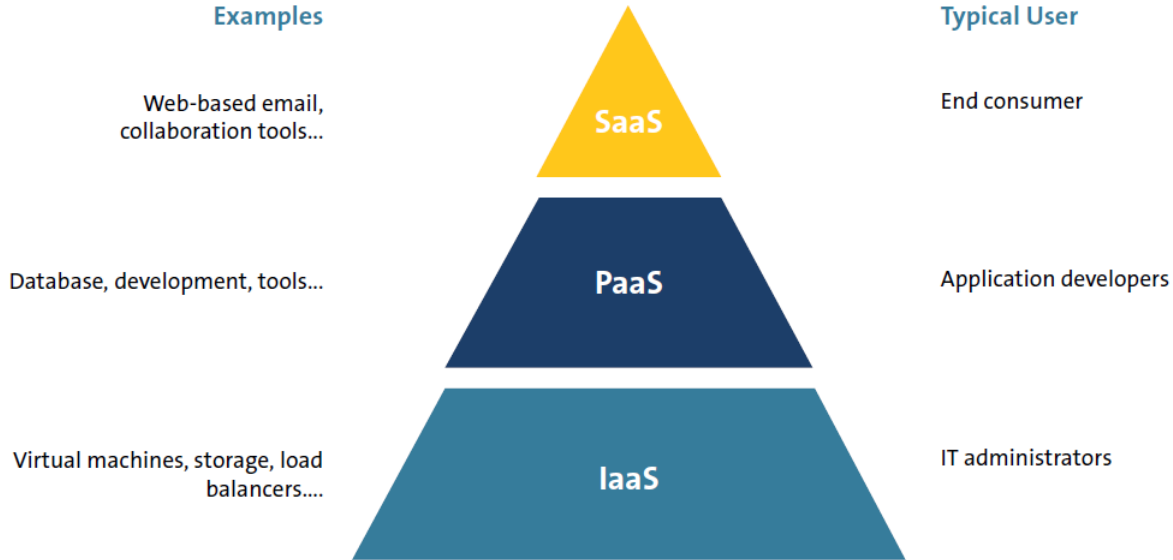 Examples
Typical User
Web-based email,
collaboration tools...
SaaS
End consumer
Database, development, tools...
PaaS
Application developers
Virtual machines, storage, load
balancers....
IaaS
IT administrators